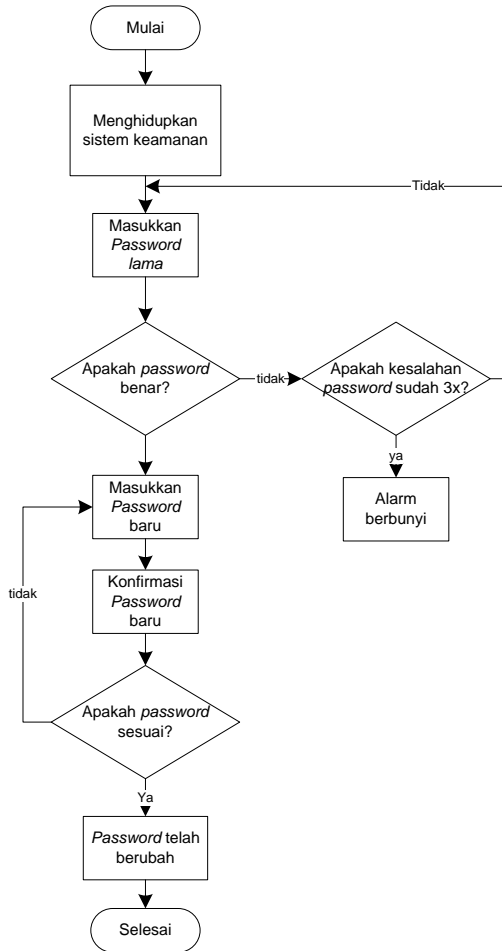 Mulai
Menghidupkan
sistem keamanan
Tidak
Masukkan
Password
lama
Apakah password
benar?
tidak
Apakah kesalahan
password sudah 3x?
ya
Alarm
berbunyi
Masukkan
Password
baru
tidak
Konfirmasi
Password
baru
Apakah password
sesuai?
Ya
Password telah
berubah
Selesai